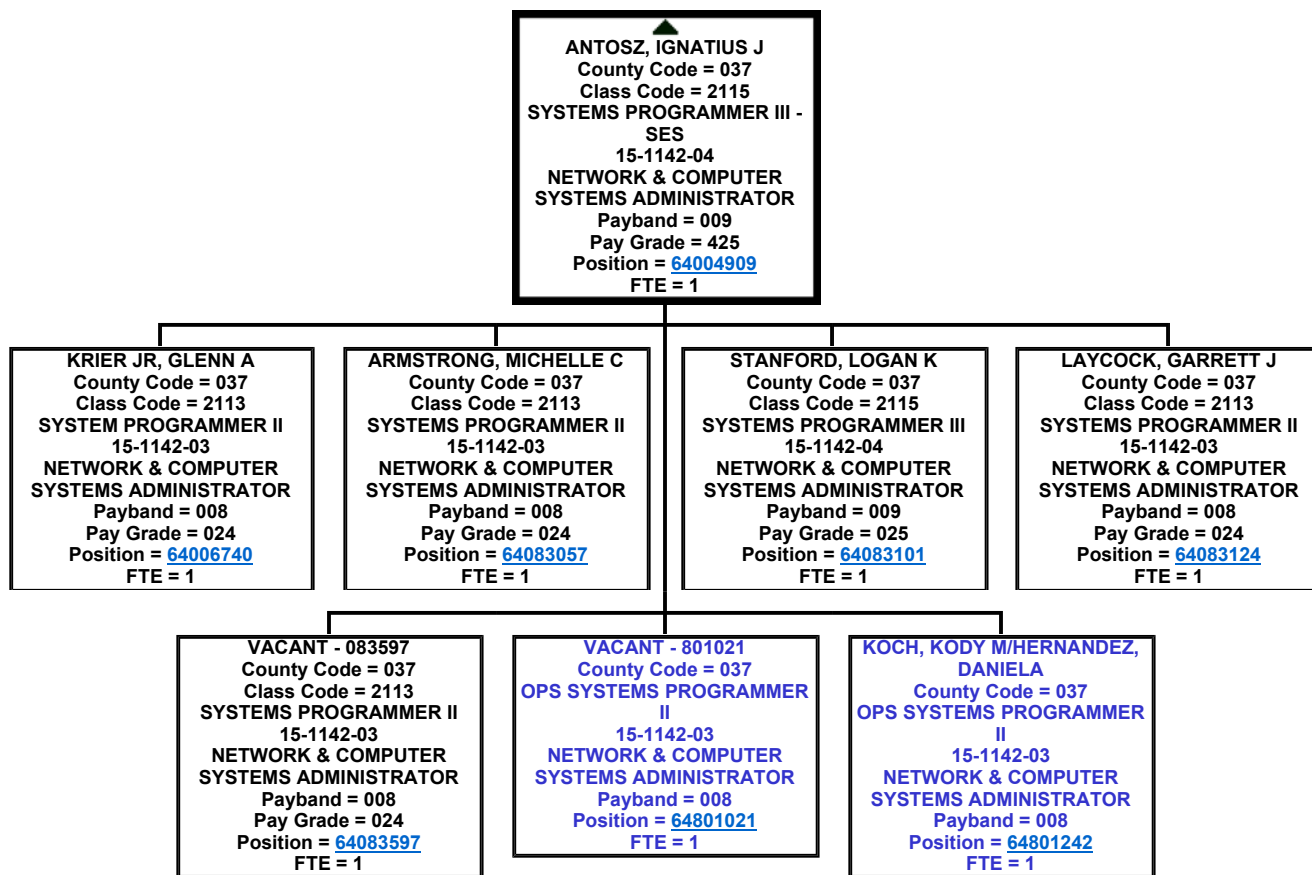 ANTOSZ, IGNATIUS J
County Code = 037
Class Code = 2115
SYSTEMS PROGRAMMER III -
SES
15-1142-04
NETWORK & COMPUTER
SYSTEMS ADMINISTRATOR
Payband = 009
Pay Grade = 425
Position = 64004909
FTE = 1
KRIER JR, GLENN A
County Code = 037
Class Code = 2113
SYSTEM PROGRAMMER II
15-1142-03
NETWORK & COMPUTER
SYSTEMS ADMINISTRATOR
Payband = 008
Pay Grade = 024
Position = 64006740
FTE = 1
ARMSTRONG, MICHELLE C
County Code = 037
Class Code = 2113
SYSTEMS PROGRAMMER II
15-1142-03
NETWORK & COMPUTER
SYSTEMS ADMINISTRATOR
Payband = 008
Pay Grade = 024
Position = 64083057
FTE = 1
STANFORD, LOGAN K
County Code = 037
Class Code = 2115
SYSTEMS PROGRAMMER III
15-1142-04
NETWORK & COMPUTER
SYSTEMS ADMINISTRATOR
Payband = 009
Pay Grade = 025
Position = 64083101
FTE = 1
LAYCOCK, GARRETT J
County Code = 037
Class Code = 2113
SYSTEMS PROGRAMMER II
15-1142-03
NETWORK & COMPUTER
SYSTEMS ADMINISTRATOR
Payband = 008
Pay Grade = 024
Position = 64083124
FTE = 1
VACANT - 083597
County Code = 037
Class Code = 2113
SYSTEMS PROGRAMMER II
15-1142-03
NETWORK & COMPUTER
SYSTEMS ADMINISTRATOR
Payband = 008
Pay Grade = 024
Position = 64083597
FTE = 1
VACANT - 801021
County Code = 037
OPS SYSTEMS PROGRAMMER
II
15-1142-03
NETWORK & COMPUTER
SYSTEMS ADMINISTRATOR
Payband = 008
Position = 64801021
FTE = 1
KOCH, KODY M/HERNANDEZ,
DANIELA
County Code = 037
OPS SYSTEMS PROGRAMMER
II
15-1142-03
NETWORK & COMPUTER
SYSTEMS ADMINISTRATOR
Payband = 008
Position = 64801242
FTE = 1